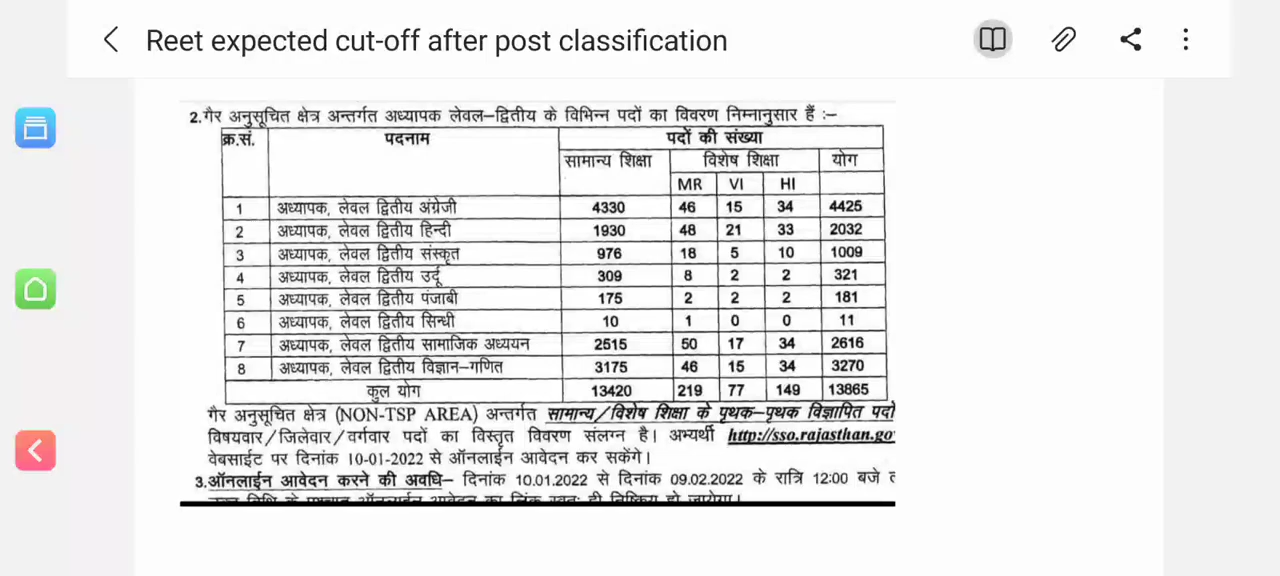 Reet expected cut-off after post classification
2.गैर अनुसूचित क्षेत्र अन्तर्गत अध्यापक लेवल–द्वितीय के विभिन्न पदों का विवरण निम्नानुसार हैं :–
क्र.सं. पदनाम पदों की संख्या
सामान्य शिक्षा विशेष शिक्षा योग
MR VI HI
1 अध्यापक, लेवल द्वितीय अंग्रेजी 4330 46 15 34 4425
2 अध्यापक, लेवल द्वितीय हिन्दी 1930 48 21 33 2032
3 अध्यापक, लेवल द्वितीय संस्कृत 976 18 5 10 1009
4 अध्यापक, लेवल द्वितीय उर्दू 309 8 2 2 321
5 अध्यापक, लेवल द्वितीय पंजाबी 175 2 2 2 181
6 अध्यापक, लेवल द्वितीय सिन्धी 10 1 0 0 11
7 अध्यापक, लेवल द्वितीय सामाजिक अध्ययन 2515 50 17 34 2616
8 अध्यापक, लेवल द्वितीय विज्ञान–गणित 3175 46 15 34 3270
कुल योग 13420 219 77 149 13865
गैर अनुसूचित क्षेत्र (NON-TSP AREA) अन्तर्गत सामान्य/विशेष शिक्षा के पृथक–पृथक विज्ञापित पदों
विषयवार/जिलेवार/वर्गवार पदों का विस्तृत विवरण संलग्न है। अभ्यर्थी http://sso.rajasthan.go
वेबसाईट पर दिनांक 10-01-2022 से ऑनलाईन आवेदन कर सकेंगे।
3.ऑनलाईन आवेदन करने की अवधि– दिनांक 10.01.2022 से दिनांक 09.02.2022 के रात्रि 12:00 बजे